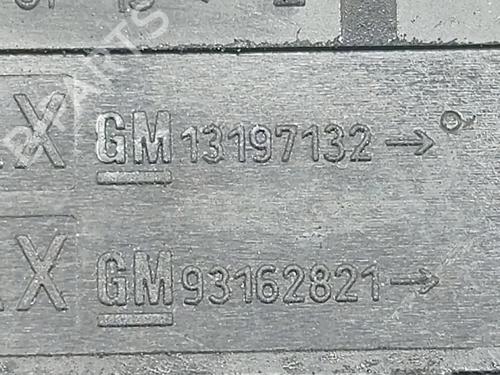 X GM 13197132 →
X GM 93162821 →